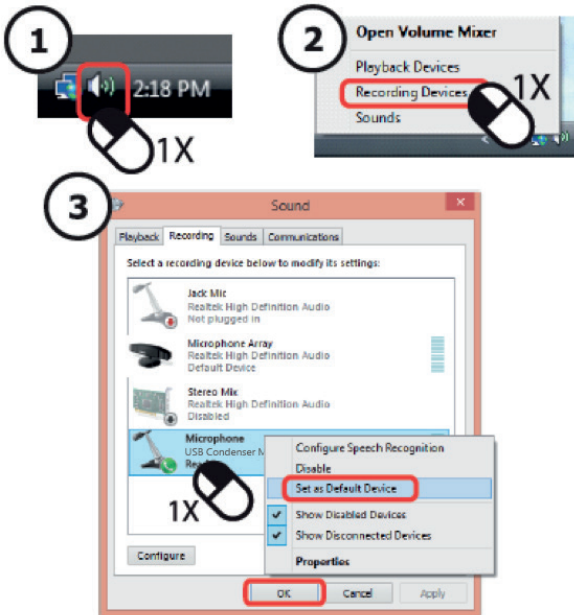 1
2:18 PM
1X
2
Open Volume Mixer
Playback Devices
Recording Devices
1X
Sounds
3
Sound
Playback Recording Sounds Communications
Select a recording device below to modify its settings:
Jack Mic
Realtek High Definition Audio
Not plugged in
Microphone Array
Realtek High Definition Audio
Default Device
Stereo Mix
Realtek High Definition Audio
Disabled
Microphone
USB Condenser
1X
Configure Speech Recognition
Disable
Set as Default Device
Show Disabled Devices
Show Disconnected Devices
Properties
Configure
OK Cancel Apply